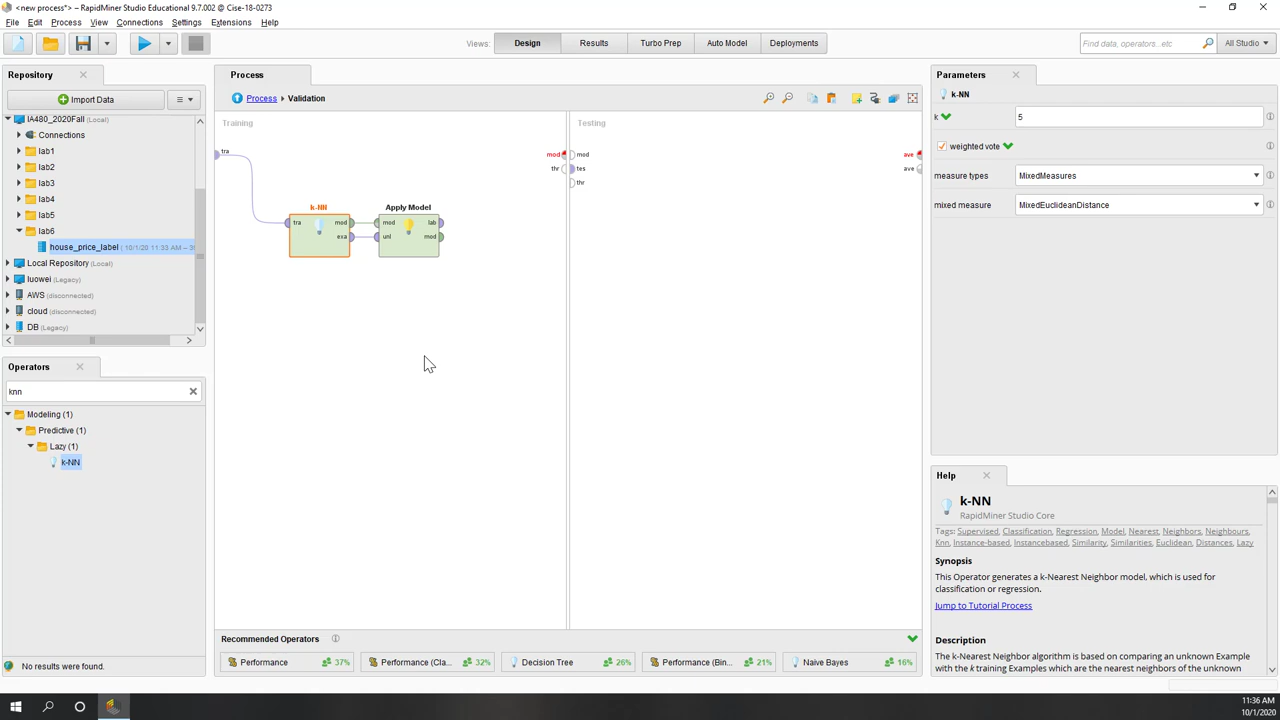 <new process*> – RapidMiner Studio Educational 9.7.002 @ Cise-18-0273
File Edit Process View Connections Settings Extensions Help
Views: Design Results Turbo Prep Auto Model Deployments Find data, operators...etc All Studio
Repository
Import Data
IA480_2020Fall (Local)
Connections
lab1
lab2
lab3
lab4
lab5
lab6
house_price_label (10/1/20 11:33 AM –
Local Repository (Local)
luowei (Legacy)
AWS (disconnected)
cloud (disconnected)
DB (Legacy)
Operators
knn
Modeling (1)
Predictive (1)
Lazy (1)
k-NN
No results were found.
Process
Process Validation
Training
tra
mod
thr
k-NN
tra mod
exa
Apply Model
mod lab
unl mod
Testing
mod
tes
thr
ave
ave
Recommended Operators
Performance 37%
Performance (Cla... 32%
Decision Tree 26%
Performance (Bin... 21%
Naive Bayes 16%
Parameters
k-NN
k 5
weighted vote
measure types MixedMeasures
mixed measure MixedEuclideanDistance
Help
k-NN
RapidMiner Studio Core
Tags: Supervised, Classification, Regression, Model, Nearest, Neighbors, Neighbours,
Knn, Instance-based, Instancebased, Similarity, Similarities, Euclidean, Distances, Lazy
Synopsis
This Operator generates a k-Nearest Neighbor model, which is used for
classification or regression.
Jump to Tutorial Process
Description
The k-Nearest Neighbor algorithm is based on comparing an unknown Example
with the k training Examples which are the nearest neighbors of the unknown
11:36 AM
10/1/2020